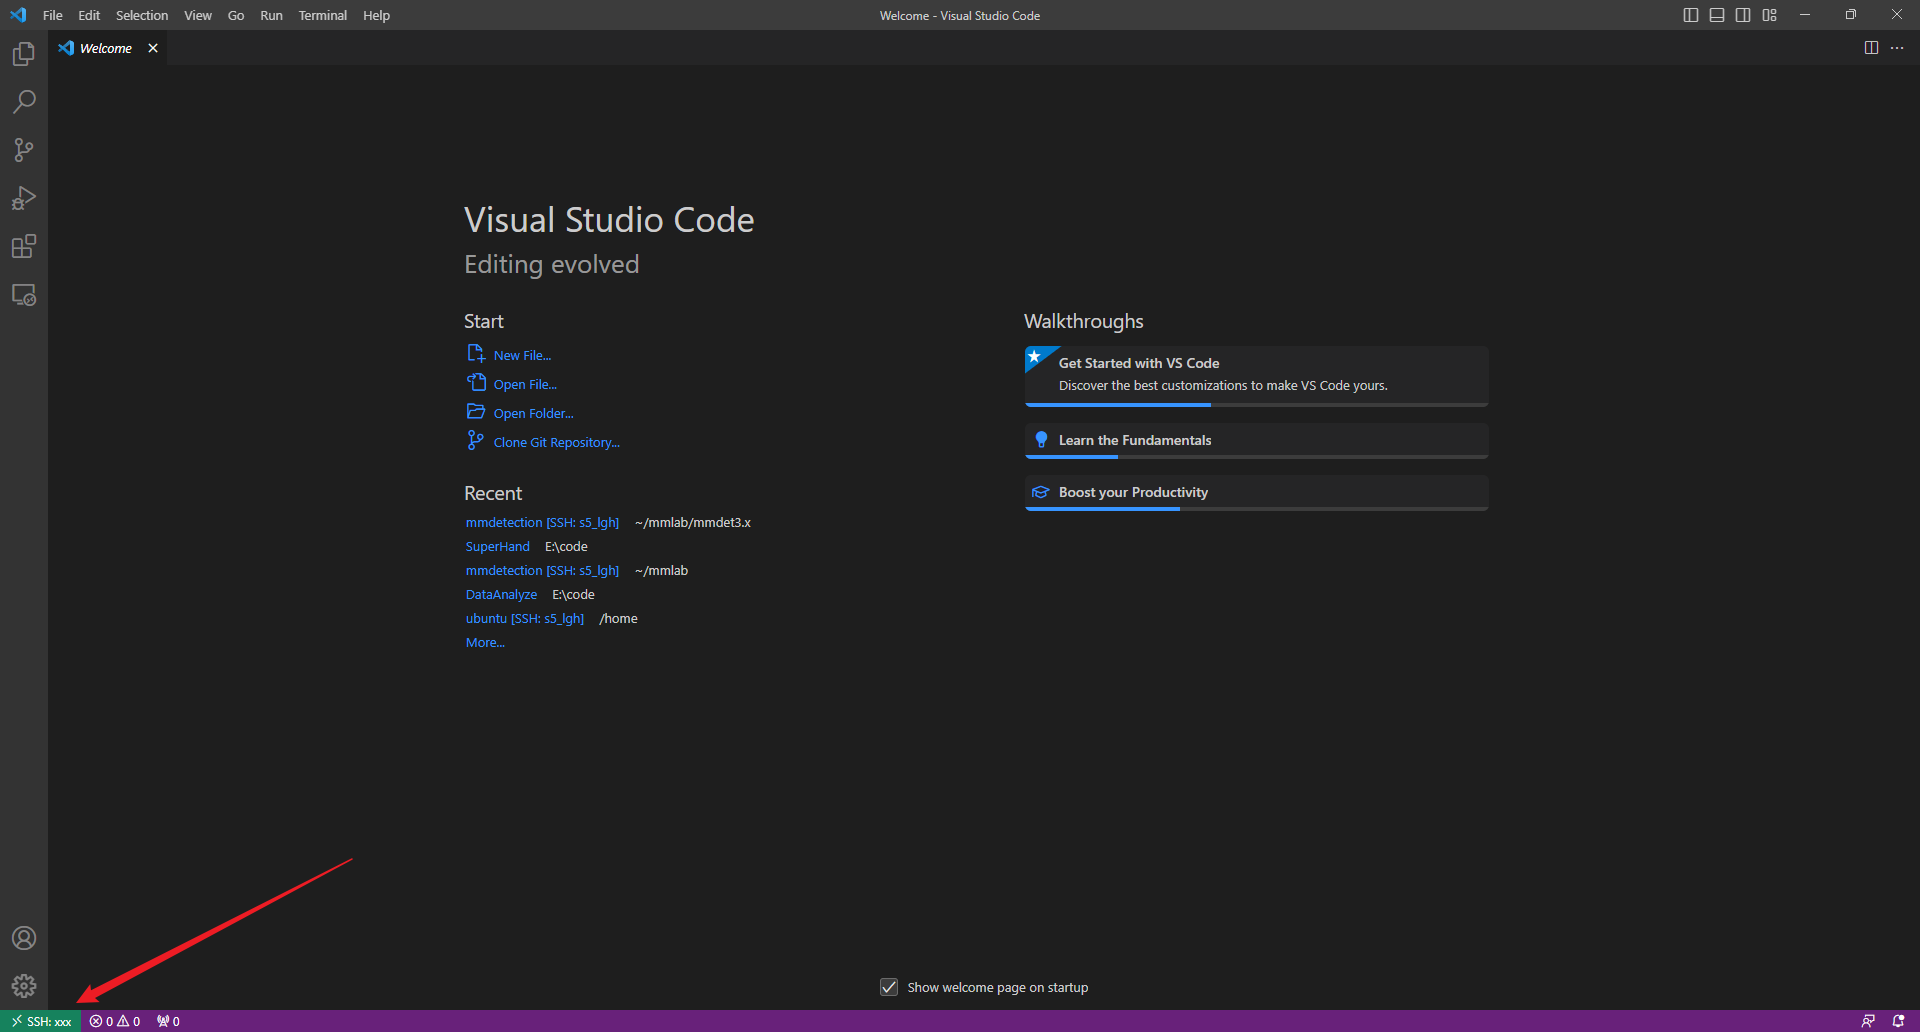 File Edit Selection View Go Run Terminal Help
Welcome - Visual Studio Code
Welcome
Visual Studio Code
Editing evolved
Start
New File...
Open File...
Open Folder...
Clone Git Repository...
Recent
mmdetection [SSH: s5_lgh] ~/mmlab/mmdet3.x
SuperHand E:\code
mmdetection [SSH: s5_lgh] ~/mmlab
DataAnalyze E:\code
ubuntu [SSH: s5_lgh] /home
More...
Walkthroughs
Get Started with VS Code
Discover the best customizations to make VS Code yours.
Learn the Fundamentals
Boost your Productivity
Show welcome page on startup
SSH: xxx 0 0 0